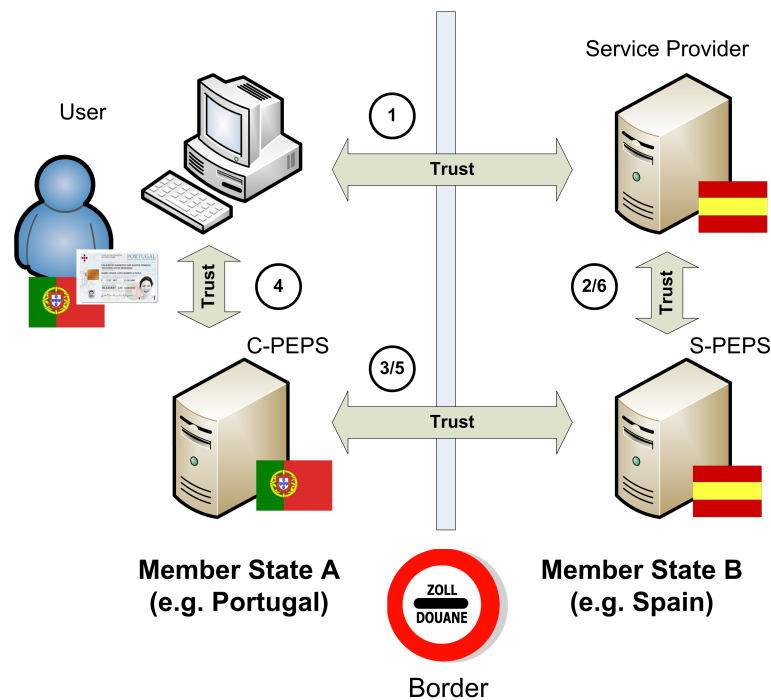 Service Provider
User
1
Trust
PORTUGAL
Trust
4
2/6
Trust
C-PEPS
S-PEPS
3/5
Trust
Member State A
(e.g. Portugal)
Member State B
(e.g. Spain)
ZOLL
DOUANE
Border